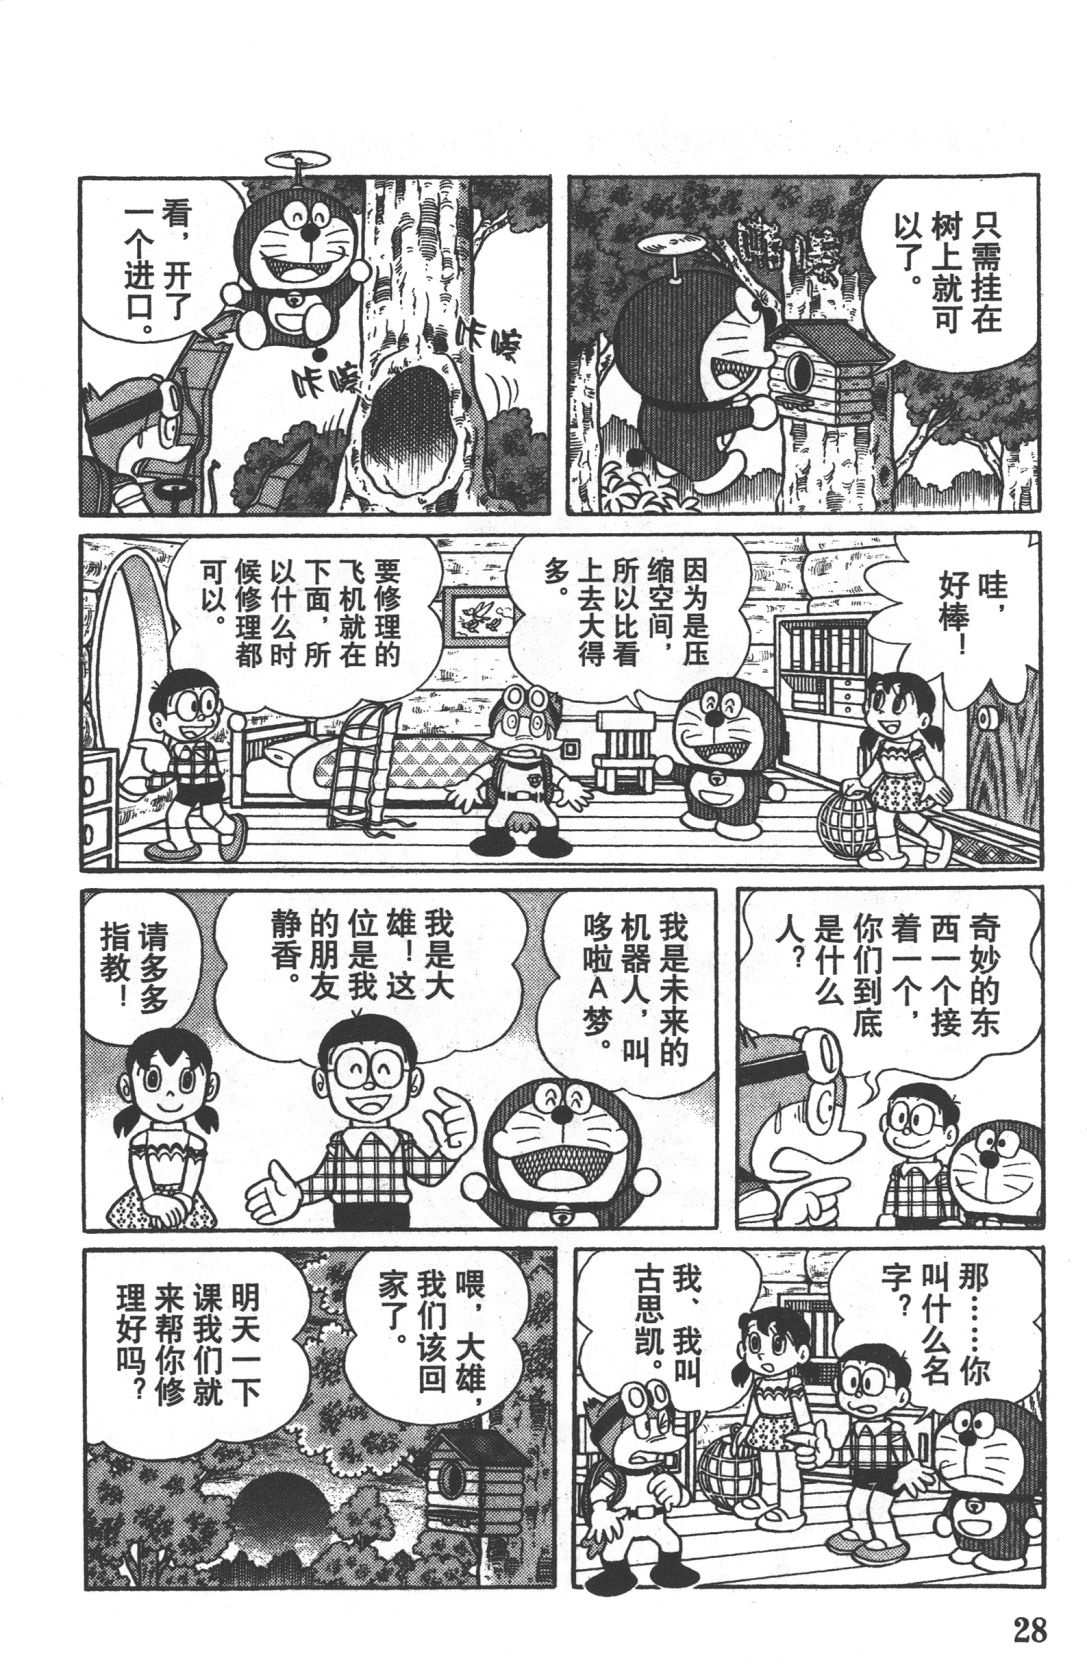 只需挂在
树上就可
以了。
看，开了
一个进口。
咔嚓
咔嚓
哇，
好棒！
因为是压
缩空间，
所以比看
上去大得
多。
要修理的
飞机就在
下面，所
以什么时
候修理都
可以。
奇妙的东
西一个接
着一个，
你们到底
是什么
人？
我是未来的
机器人，叫
哆啦A梦。
我是大
雄！这
位是我
的朋友
静香。
请多多
指教！
那……你
叫什么名
字？
我、我叫
古思凯。
喂，大雄，
我们该回
家了。
明天一下
课我们就
来帮你修
理好吗？
28